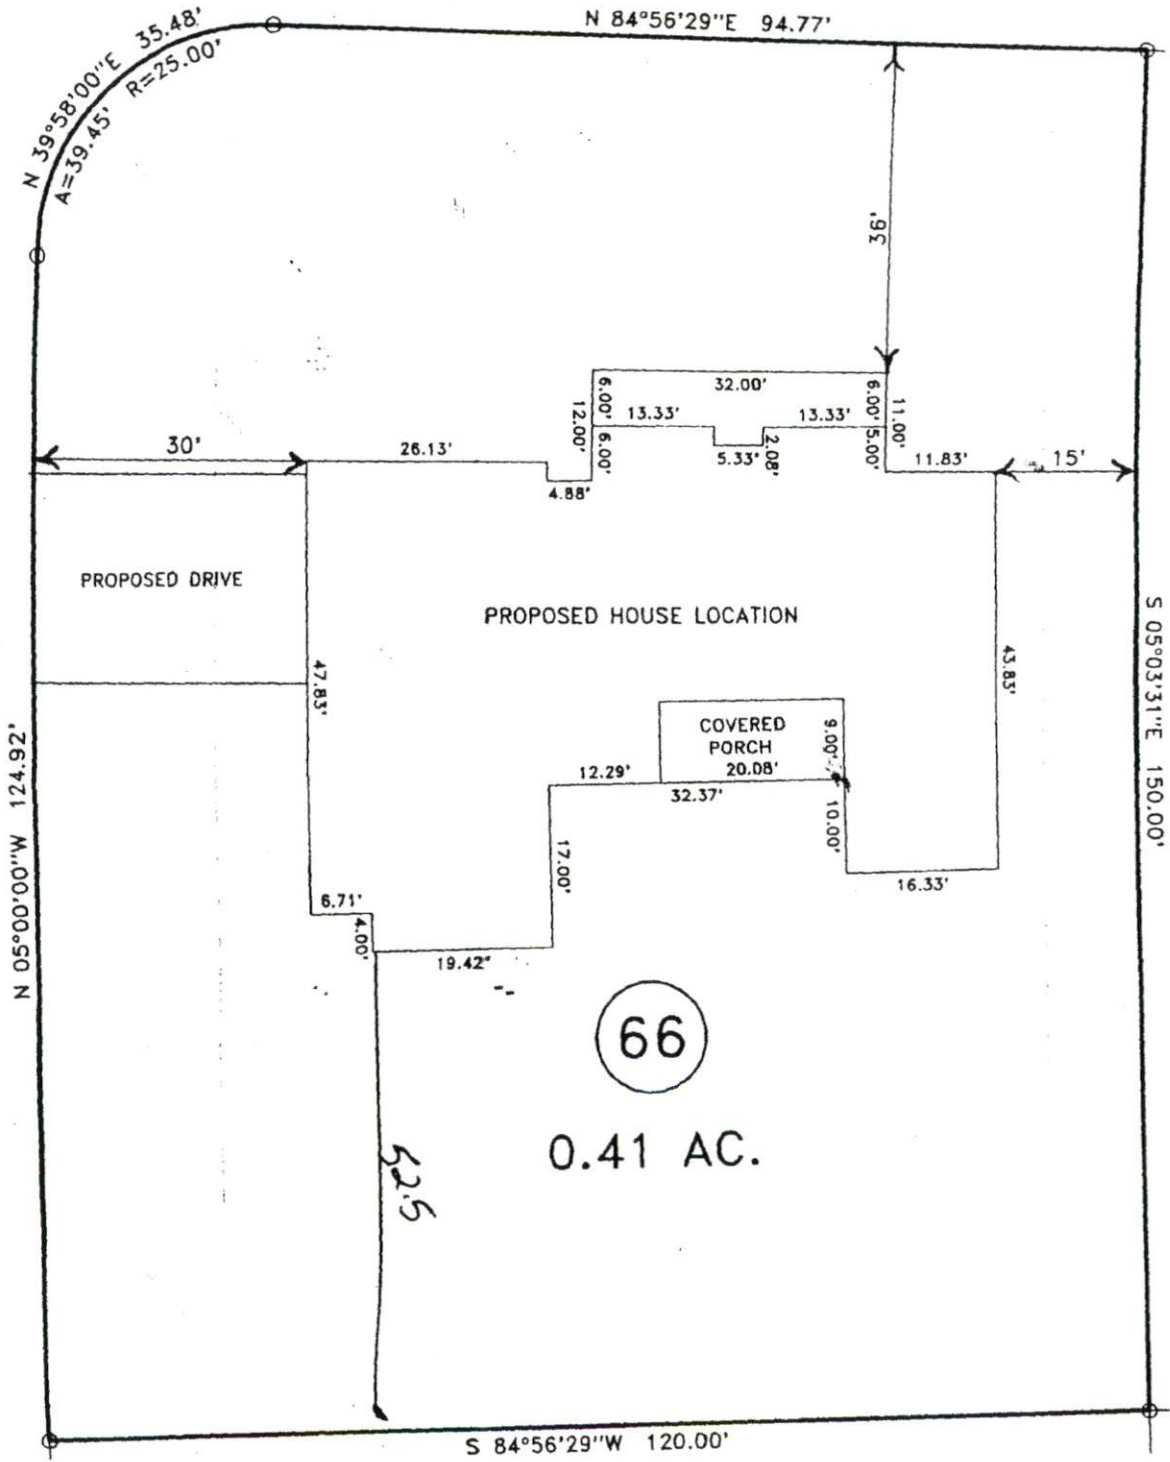 N 84°56'29"E 94.77'
N 39°58'00"E 35.48'
A=39.45' R=25.00'
36'
32.00'
6.00'
12.00'
6.00'
13.33'
13.33'
5.33'
2.08'
6.00'
5.00'
11.00'
11.83'
15'
30'
26.13'
4.88'
PROPOSED DRIVE
PROPOSED HOUSE LOCATION
47.83'
43.83'
S 05°03'31"E 150.00'
N 05°00'00"W 124.92'
COVERED
PORCH
20.08'
9.00'
12.29'
32.37'
10.00'
17.00'
16.33'
6.71'
4.00'
19.42"
66
0.41 AC.
52.5
S 84°56'29"W 120.00'